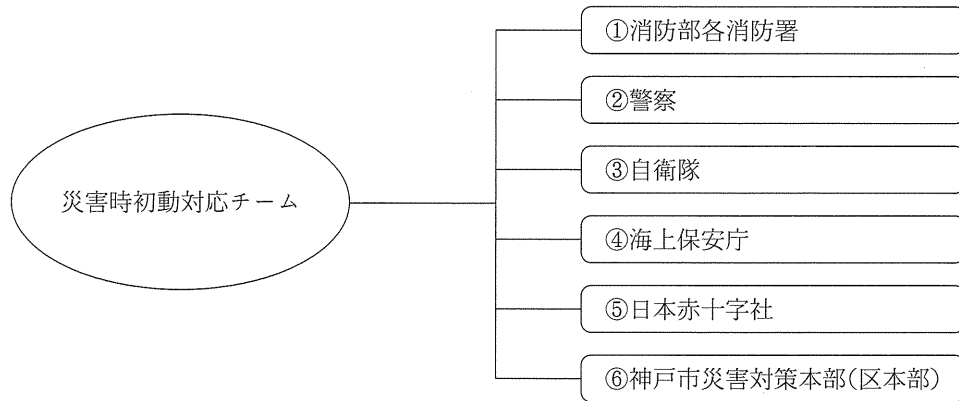 ①消防部各消防署
②警察
③自衛隊
災害時初動対応チーム
④海上保安庁
⑤日本赤十字社
⑥神戸市災害対策本部(区本部)